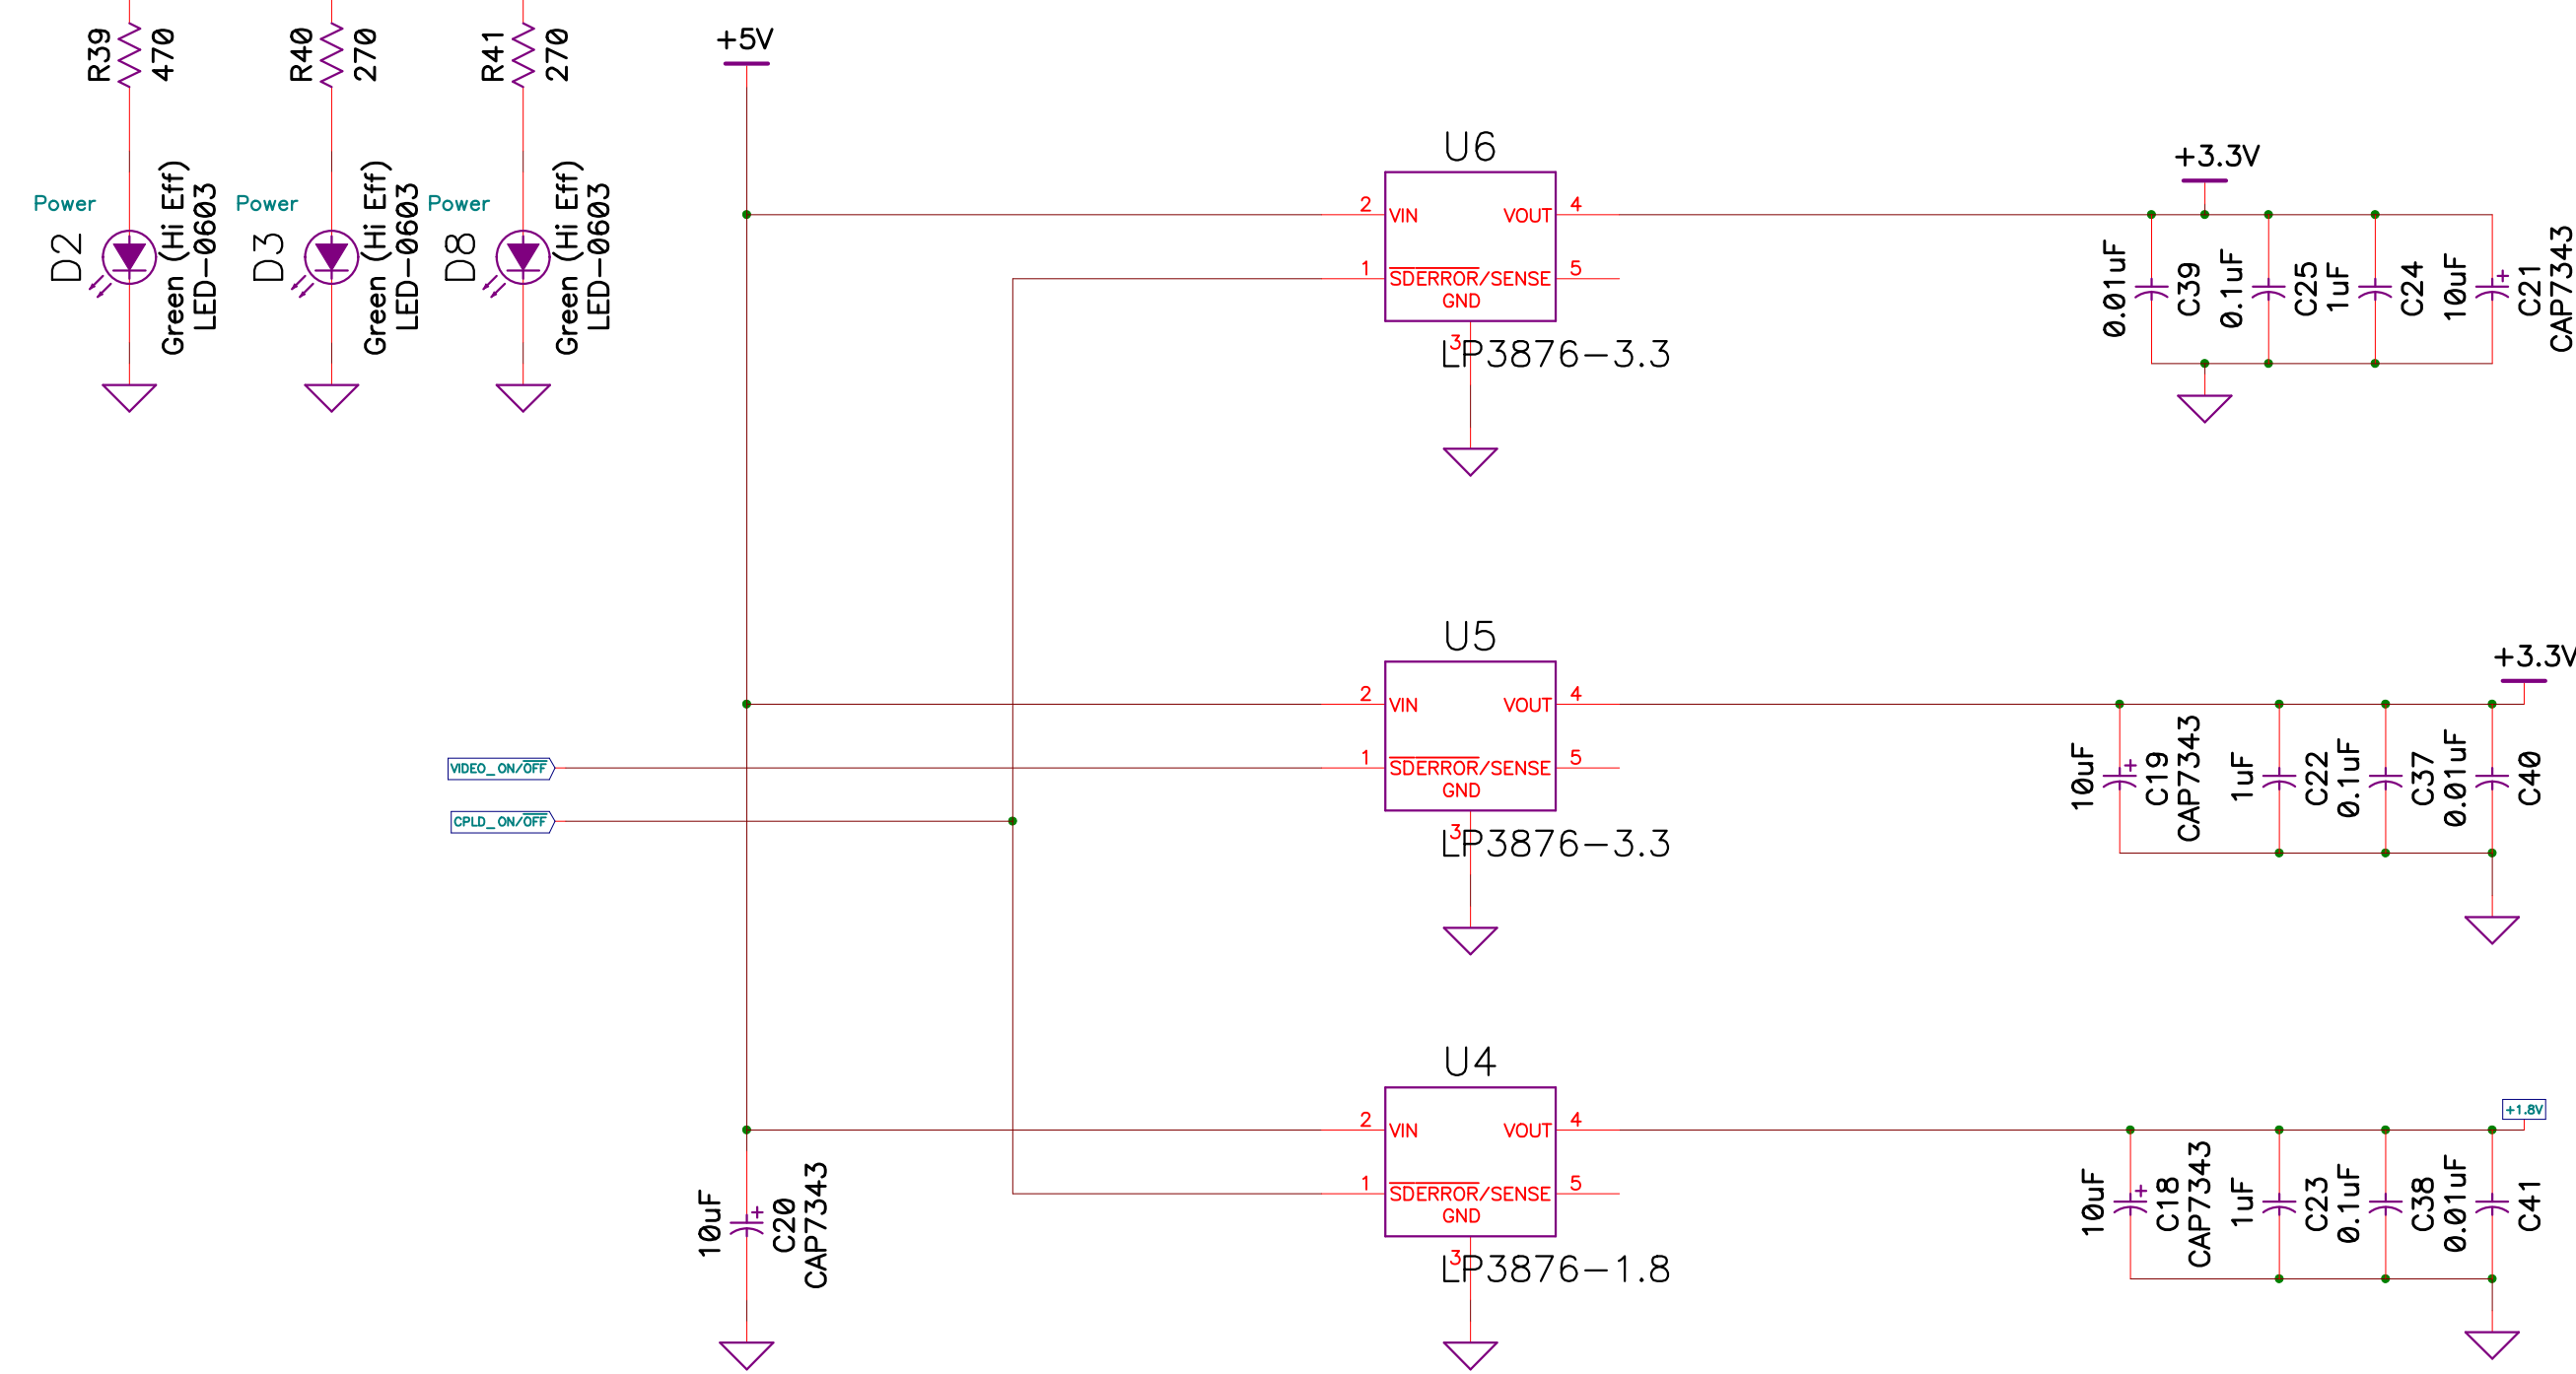 R39
470
R40
270
R41
270
+5V
Power
D2
Green (Hi Eff)
LED-0603
Power
D3
Green (Hi Eff)
LED-0603
Power
D8
Green (Hi Eff)
LED-0603
U6
2
VIN
VOUT
4
1
SDERROR/SENSE
5
GND
3
LP3876-3.3
+3.3V
0.01uF
C39
0.1uF
C25
1uF
C24
10uF
+
C21
CAP7343
U5
2
VIN
VOUT
4
1
SDERROR/SENSE
5
GND
3
LP3876-3.3
VIDEO_ON/OFF
CPLD_ON/OFF
+3.3V
10uF
+
C19
CAP7343
1uF
C22
0.1uF
C37
0.01uF
C40
U4
2
VIN
VOUT
4
1
SDERROR/SENSE
5
GND
3
LP3876-1.8
10uF
+
C20
CAP7343
+1.8V
10uF
+
C18
CAP7343
1uF
C23
0.1uF
C38
0.01uF
C41